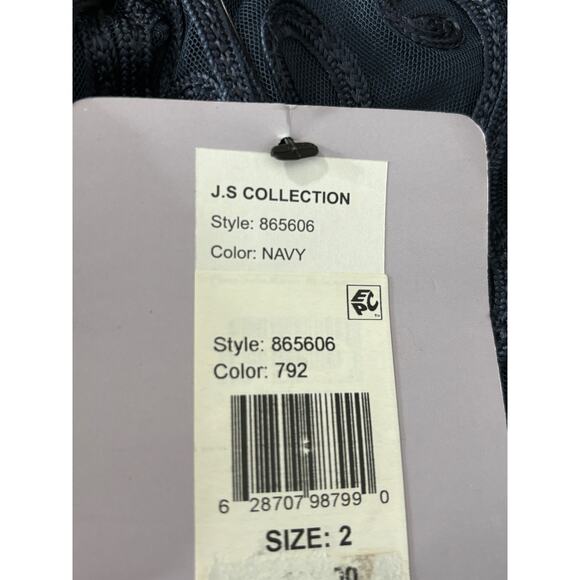 J.S COLLECTION
Style: 865606
Color: NAVY
EPC
Style: 865606
Color: 792
6 28707 98799 0
SIZE: 2